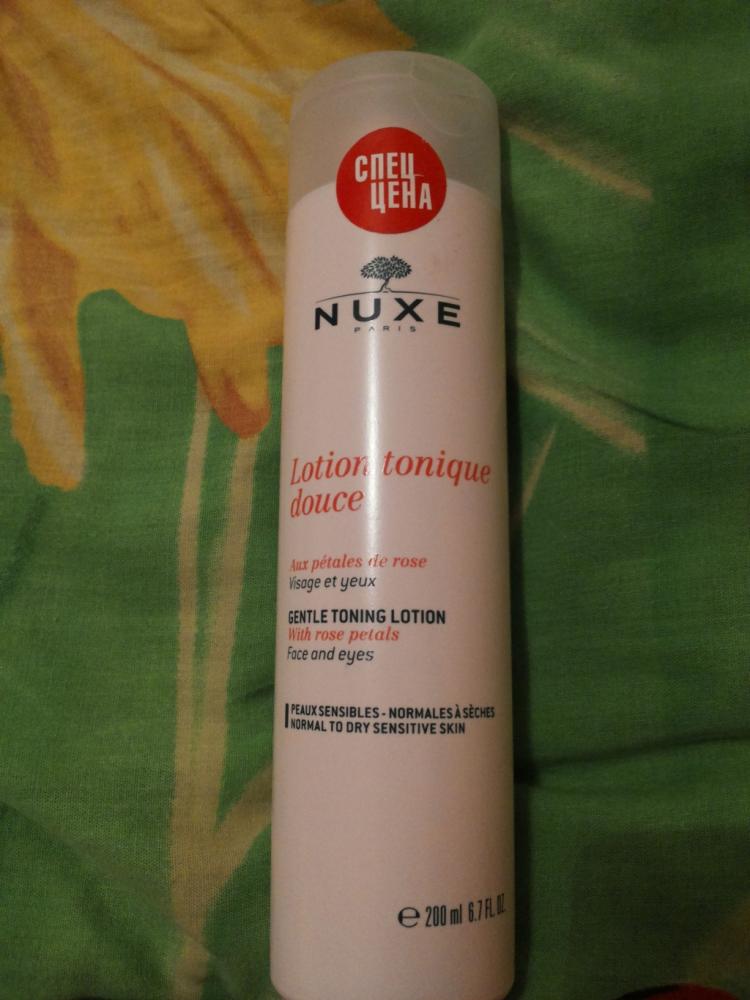 СПЕЦ
ЦЕНА
NUXE
PARIS
Lotion tonique
douce
Aux pétales de rose
Visage et yeux
GENTLE TONING LOTION
With rose petals
Face and eyes
PEAUX SENSIBLES - NORMALES À SÈCHES
NORMAL TO DRY SENSITIVE SKIN
℮ 200 ml 6.7 FL. OZ.